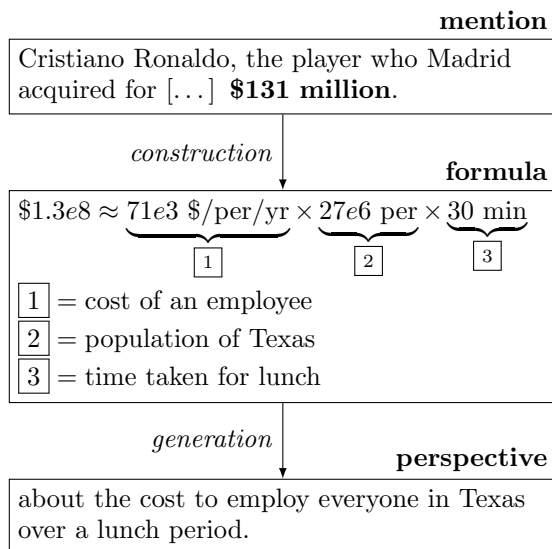 mention
Cristiano Ronaldo, the player who Madrid
acquired for [...] $131 million.
construction
formula
$1.3e8 ≈ 71e3 $/per/yr × 27e6 per × 30 min
1 2 3
1 = cost of an employee
2 = population of Texas
3 = time taken for lunch
generation
perspective
about the cost to employ everyone in Texas
over a lunch period.